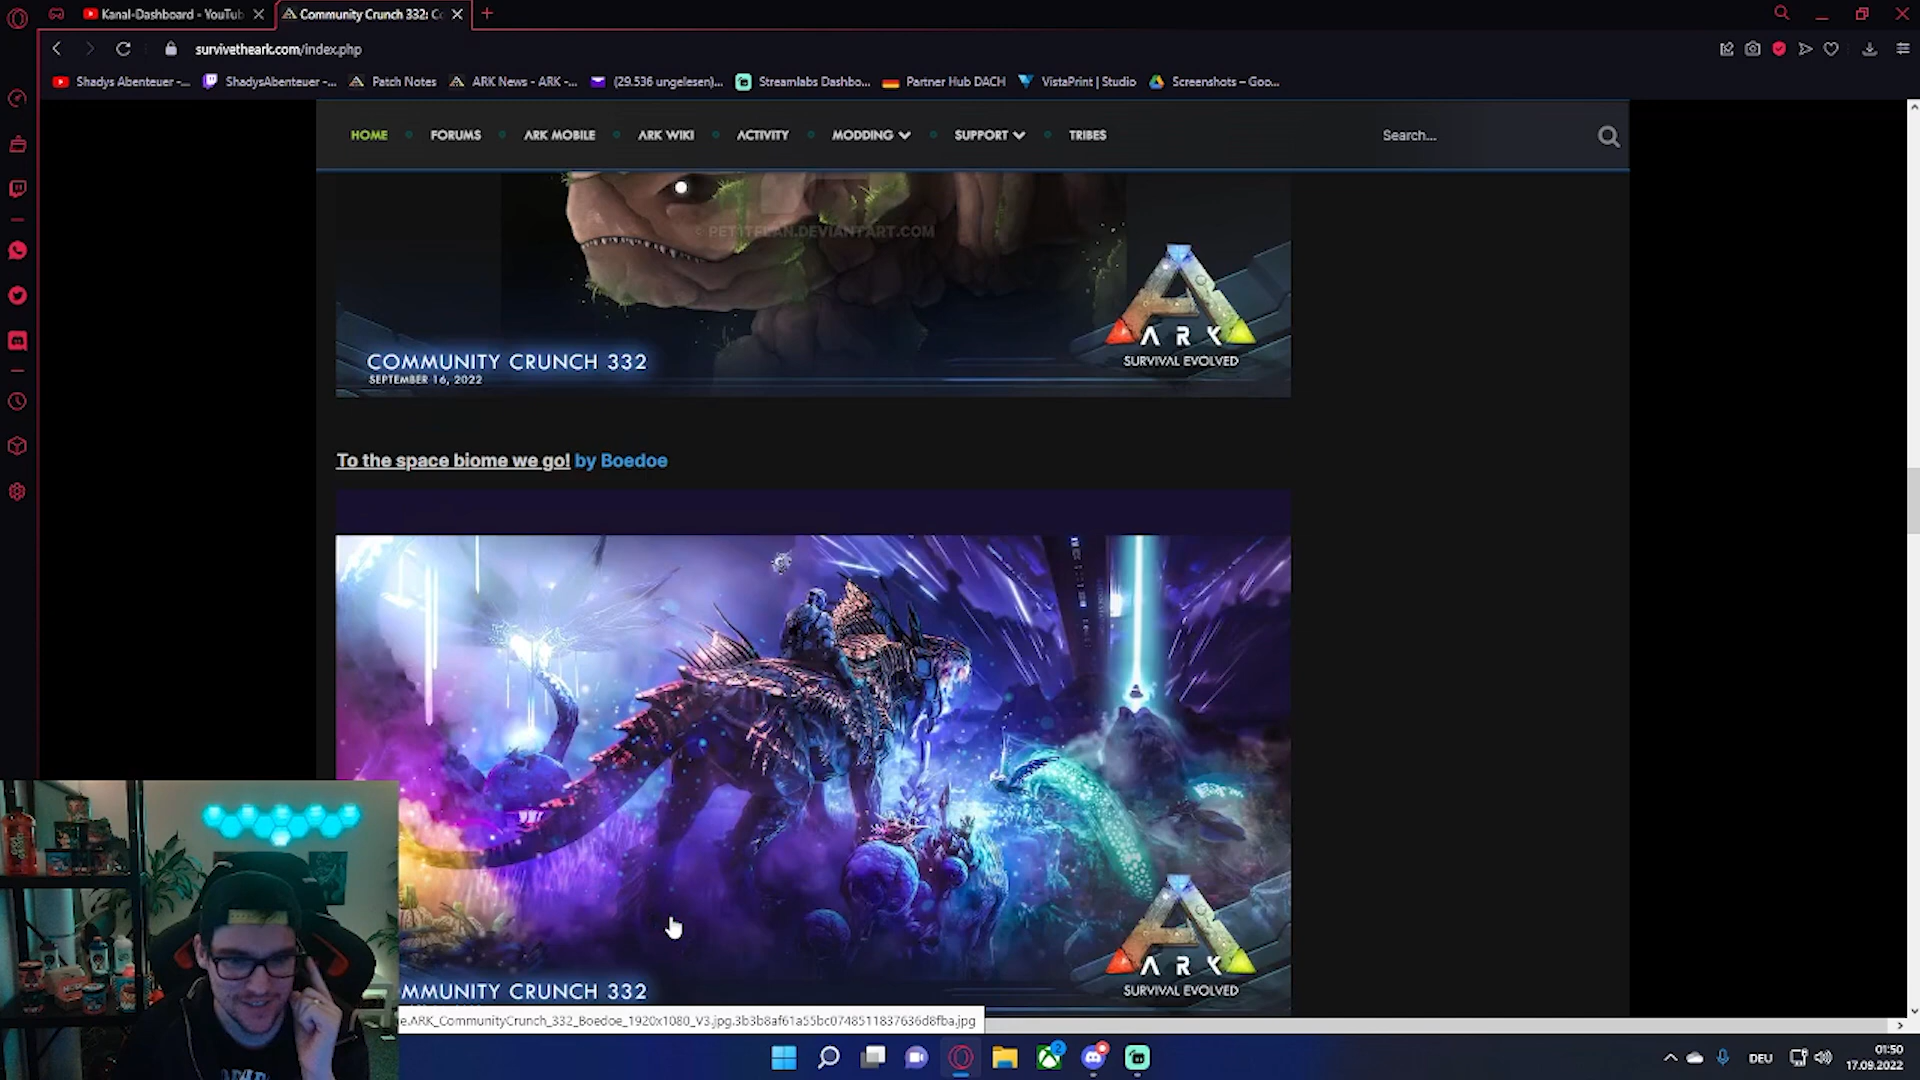 Kanal-Dashboard - YouTub
Community Crunch 332: Co
survivetheark.com/index.php
Shadys Abenteuer -...
ShadysAbenteuer -...
Patch Notes
ARK News - ARK -...
(29.536 ungelesen)...
Streamlabs Dashbo...
Partner Hub DACH
VistaPrint | Studio
Screenshots – Goo...
HOME
FORUMS
ARK MOBILE
ARK WIKI
ACTIVITY
MODDING
SUPPORT
TRIBES
Search...
ARK
SURVIVAL EVOLVED
COMMUNITY CRUNCH 332
SEPTEMBER 16, 2022
To the space biome we go! by Boedoe
ARK
SURVIVAL EVOLVED
MMUNITY CRUNCH 332
e.ARK_CommunityCrunch_332_Boedoe_1920x1080_V3.jpg.3b3b8af61a55bc0748511837636d8fba.jpg
2
DEU
01:50
17.09.2022